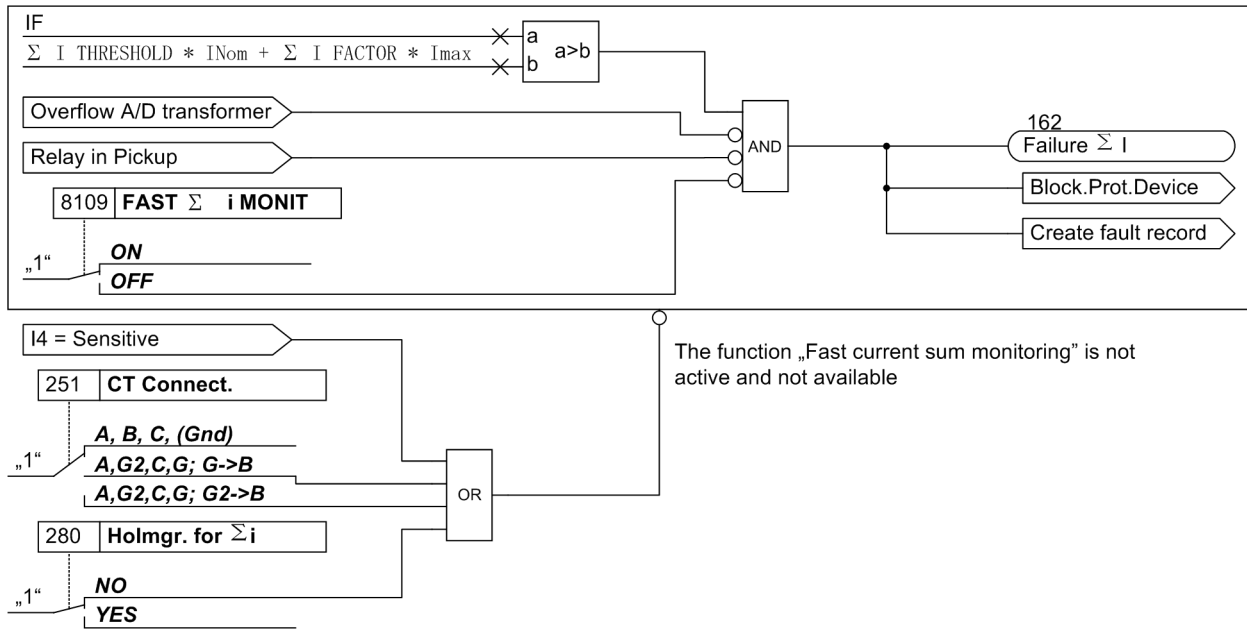 IF
Σ I THRESHOLD * INom + Σ I FACTOR * Imax
a
b
a>b
Overflow A/D transformer
Relay in Pickup
8109 FAST Σ i MONIT
„1“
ON
OFF
AND
162
Failure Σ I
Block.Prot.Device
Create fault record
I4 = Sensitive
251 CT Connect.
„1“
A, B, C, (Gnd)
A,G2,C,G; G->B
A,G2,C,G; G2->B
280 Holmgr. for Σi
„1“
NO
YES
OR
The function „Fast current sum monitoring” is not
active and not available